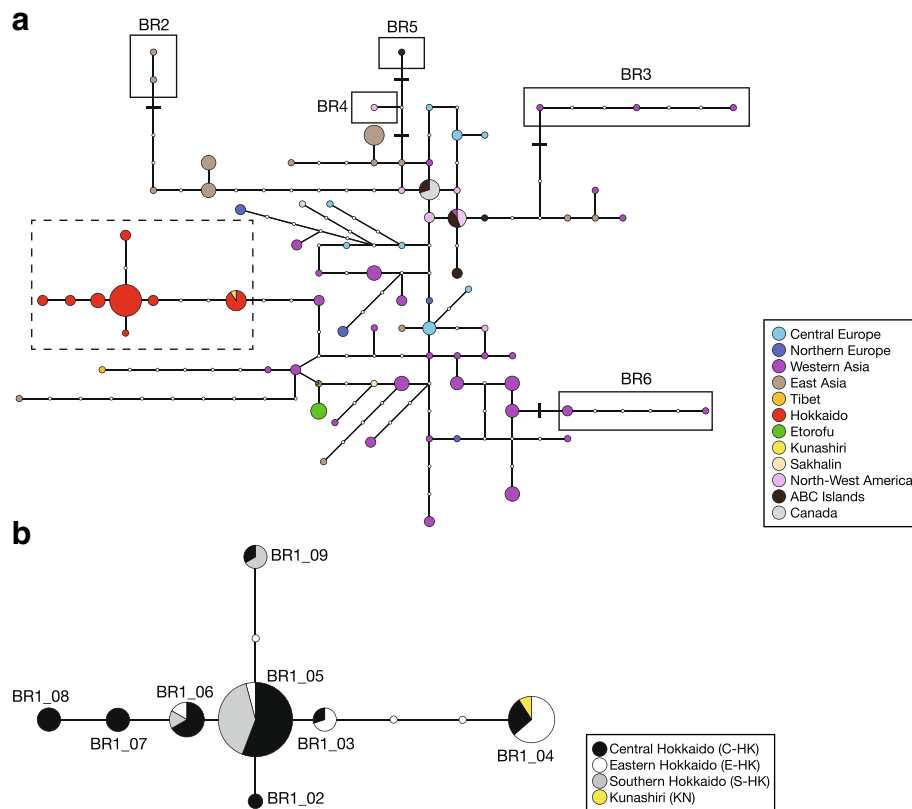 a
BR2
BR5
BR3
BR4
BR6
Central Europe
Northern Europe
Western Asia
East Asia
Tibet
Hokkaido
Etorofu
Kunashiri
Sakhalin
North-West America
ABC Islands
Canada
b
BR1_09
BR1_05
BR1_06
BR1_08
BR1_07
BR1_03
BR1_04
BR1_02
Central Hokkaido (C-HK)
Eastern Hokkaido (E-HK)
Southern Hokkaido (S-HK)
Kunashiri (KN)